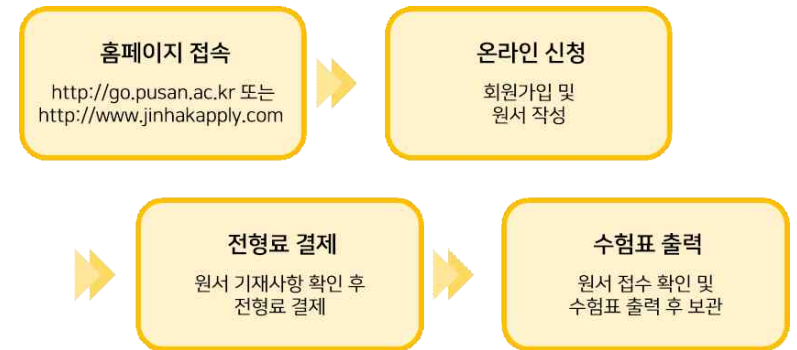 홈페이지 접속
http://go.pusan.ac.kr 또는
http://www.jinhakapply.com
온라인 신청
회원가입 및
원서 작성
전형료 결제
원서 기재사항 확인 후
전형료 결제
수험표 출력
원서 접수 확인 및
수험표 출력 후 보관